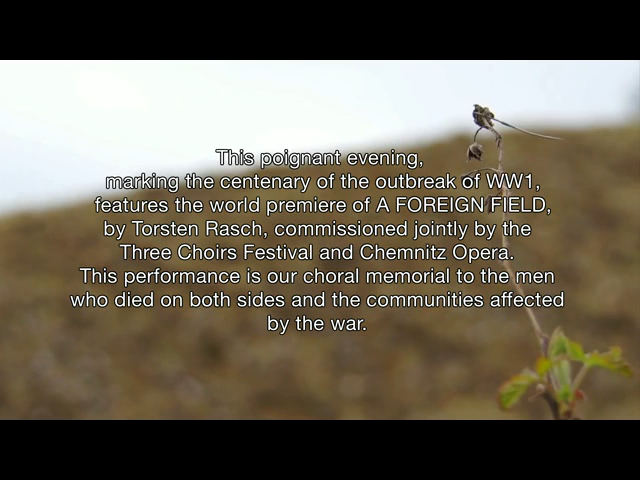 This poignant evening,
marking the centenary of the outbreak of WW1,
features the world premiere of A FOREIGN FIELD,
by Torsten Rasch, commissioned jointly by the
Three Choirs Festival and Chemnitz Opera.
This performance is our choral memorial to the men
who died on both sides and the communities affected
by the war.